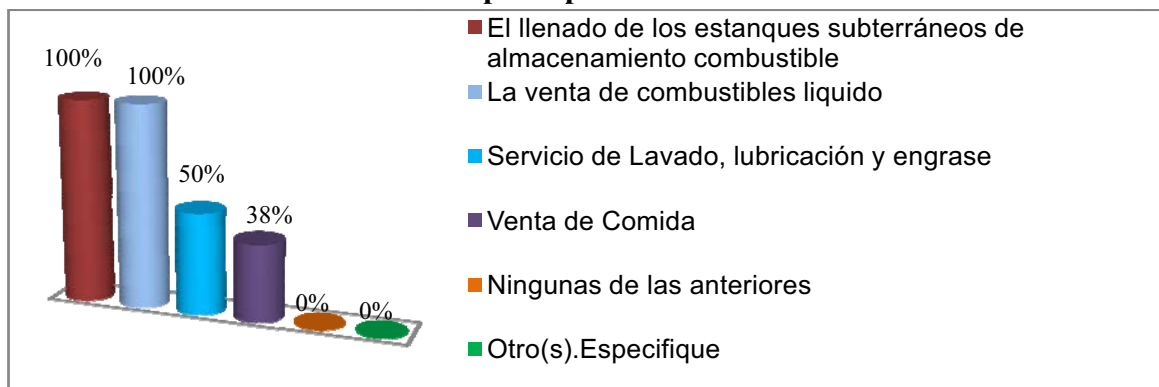 100%
100%
50%
38%
0%
0%
El llenado de los estanques subterráneos de
almacenamiento combustible
La venta de combustibles liquido
Servicio de Lavado, lubricación y engrase
Venta de Comida
Ningunas de las anteriores
Otro(s).Especifique